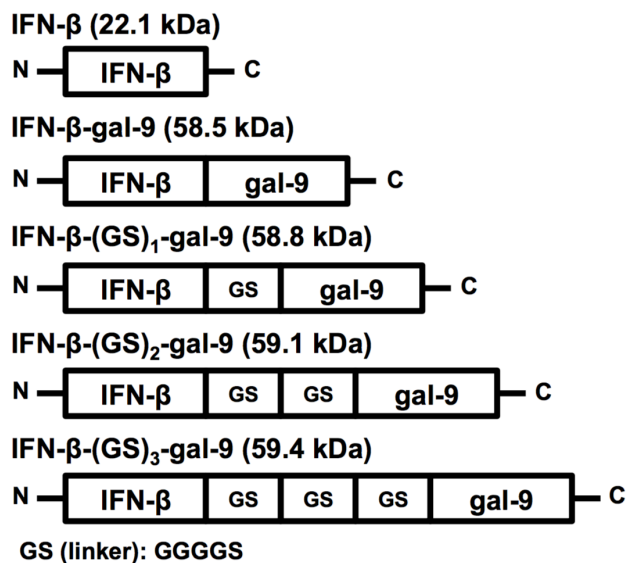 IFN-β (22.1 kDa)
N IFN-β C
IFN-β-gal-9 (58.5 kDa)
N IFN-β gal-9 C
IFN-β-(GS)₁-gal-9 (58.8 kDa)
N IFN-β GS gal-9 C
IFN-β-(GS)₂-gal-9 (59.1 kDa)
N IFN-β GS GS gal-9 C
IFN-β-(GS)₃-gal-9 (59.4 kDa)
N IFN-β GS GS GS gal-9 C
GS (linker): GGGGS